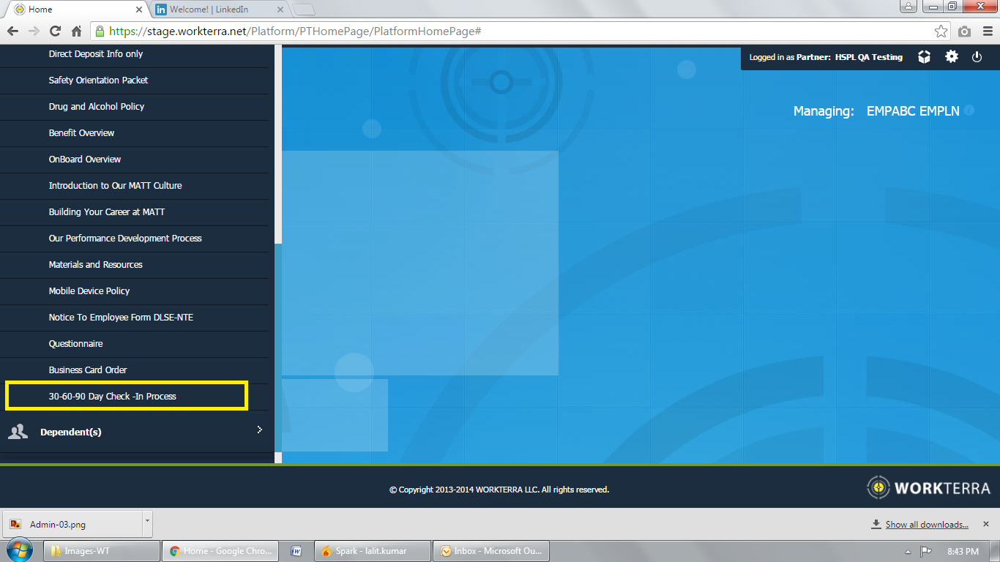 Home
Welcome! | LinkedIn
https://stage.workterra.net/Platform/PTHomePage/PlatformHomePage#
Logged in as Partner: HSPL QA Testing
Managing: EMPABC EMPLN
Direct Deposit Info only
Safety Orientation Packet
Drug and Alcohol Policy
Benefit Overview
OnBoard Overview
Introduction to Our MATT Culture
Building Your Career at MATT
Our Performance Development Process
Materials and Resources
Mobile Device Policy
Notice To Employee Form DLSE-NTE
Questionnaire
Business Card Order
30-60-90 Day Check -In Process
Dependent(s)
© Copyright 2013-2014 WORKTERRA LLC. All rights reserved.
WORKTERRA
Admin-03.png
Show all downloads...
Images-WT
Home - Google Chro...
Spark - lalit.kumar
Inbox - Microsoft Ou...
8:43 PM